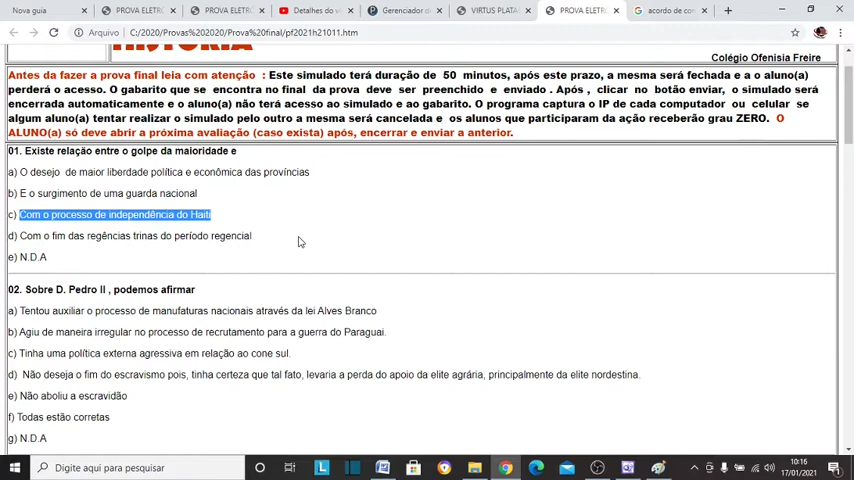 Nova guia
PROVA ELETRO
PROVA ELETRO
Detalhes do ví
Gerenciador de
VIRTUS PLATA
PROVA ELETRO
acordo de con
Arquivo | C:/2020/Provas%202020/Prova%20final/pf2021h21011.htm
HISTÓRIA
Colégio Ofenisia Freire
Antes da fazer a prova final leia com atenção : Este simulado terá duração de 50 minutos, após este prazo, a mesma será fechada e a o aluno(a)
perderá o acesso. O gabarito que se encontra no final da prova deve ser preenchido e enviado . Após , clicar no botão enviar, o simulado será
encerrada automaticamente e o aluno(a) não terá acesso ao simulado e ao gabarito. O programa captura o IP de cada computador ou celular se
algum aluno(a) tentar realizar o simulado pelo outro a mesma será cancelada e os alunos que participaram da ação receberão grau ZERO. O
ALUNO(a) só deve abrir a próxima avaliação (caso exista) após, encerrar e enviar a anterior.
01. Existe relação entre o golpe da maioridade e
a) O desejo de maior liberdade política e econômica das províncias
b) E o surgimento de uma guarda nacional
c) Com o processo de independência do Haiti
d) Com o fim das regências trinas do período regencial
e) N.D.A
02. Sobre D. Pedro II , podemos afirmar
a) Tentou auxiliar o processo de manufaturas nacionais através da lei Alves Branco
b) Agiu de maneira irregular no processo de recrutamento para a guerra do Paraguai.
c) Tinha uma política externa agressiva em relação ao cone sul.
d) Não deseja o fim do escravismo pois, tinha certeza que tal fato, levaria a perda do apoio da elite agrária, principalmente da elite nordestina.
e) Não aboliu a escravidão
f) Todas estão corretas
g) N.D.A
Digite aqui para pesquisar
10:16
17/01/2021